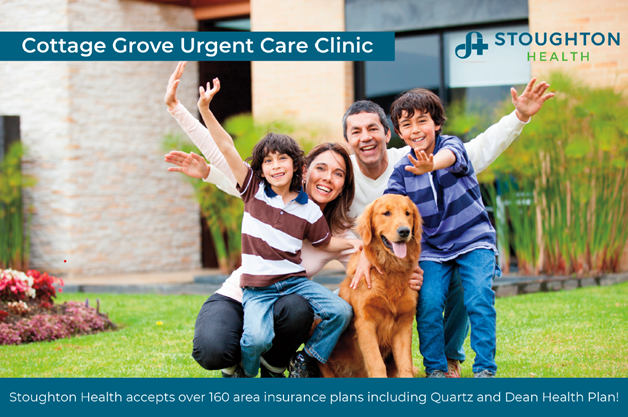 Cottage Grove Urgent Care Clinic
STOUGHTON
HEALTH
Stoughton Health accepts over 160 area insurance plans including Quartz and Dean Health Plan!